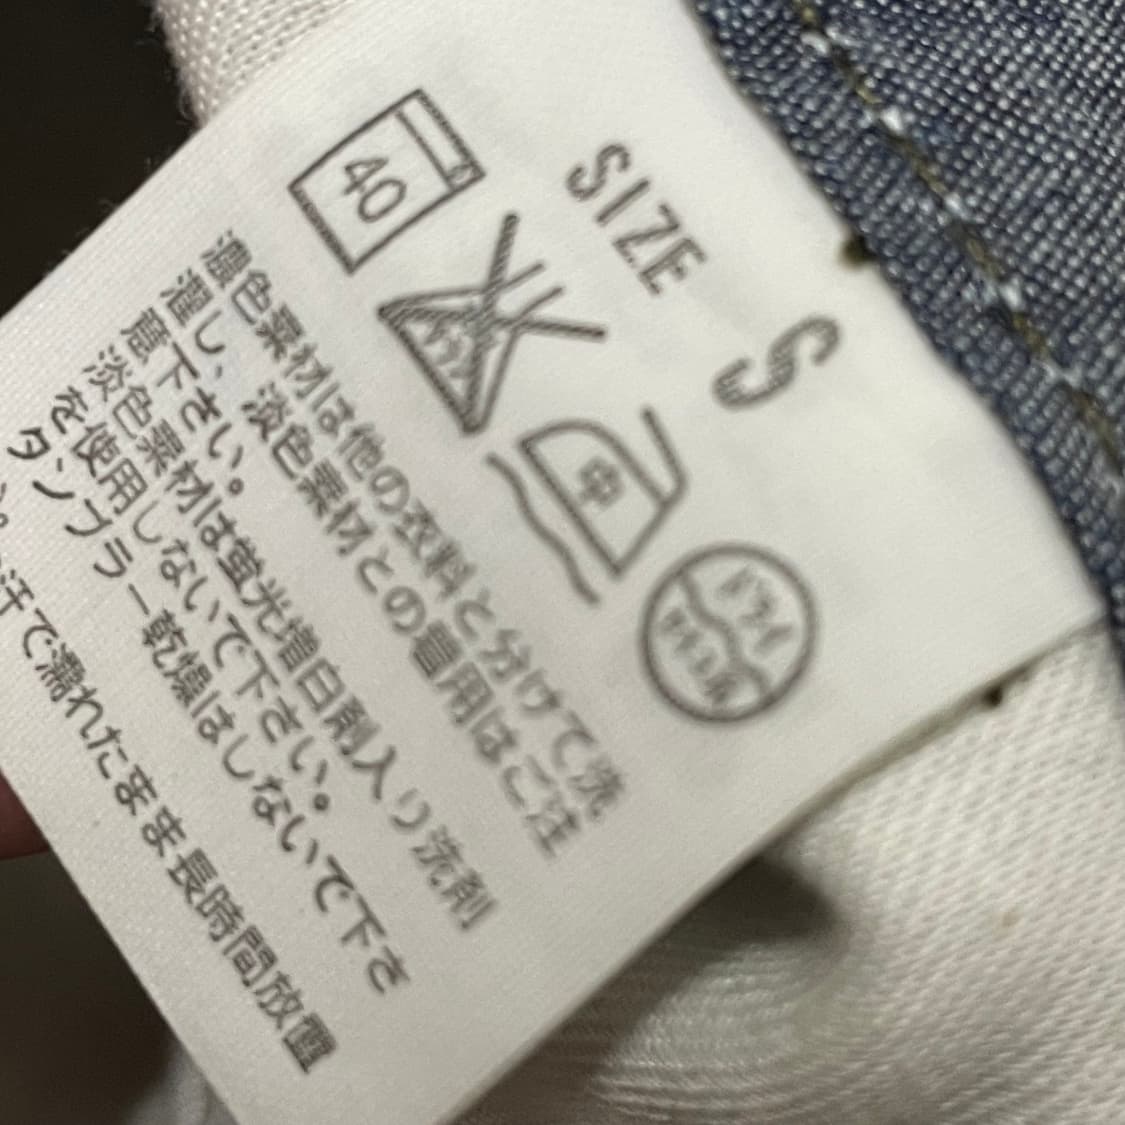 SIZE
S
40
中
ドライ
濃色素材は他の衣料と分けて洗
濯し、淡色素材との着用はご注
意下さい。
淡色素材は蛍光増白剤入り洗剤
を使用しないで下さい。
タンブラー乾燥はしないで下さ
い。
汗で濡れたまま長時間放置